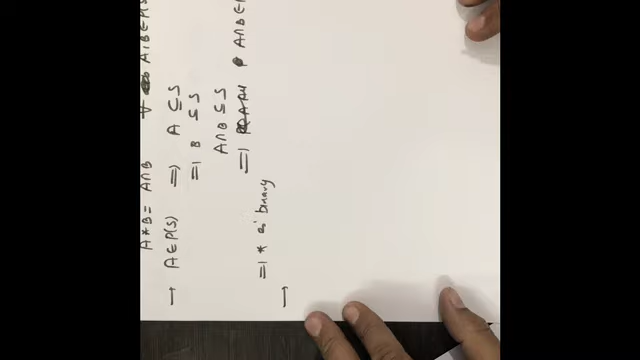 A*B = A∩B ∀ A,B∈P(S)
→ A∈P(S) ⇒ A ⊆ S
⇒ B ⊆ S
A∩B ⊆ S
⇒ A∩B∈
⇒ * is binary
→